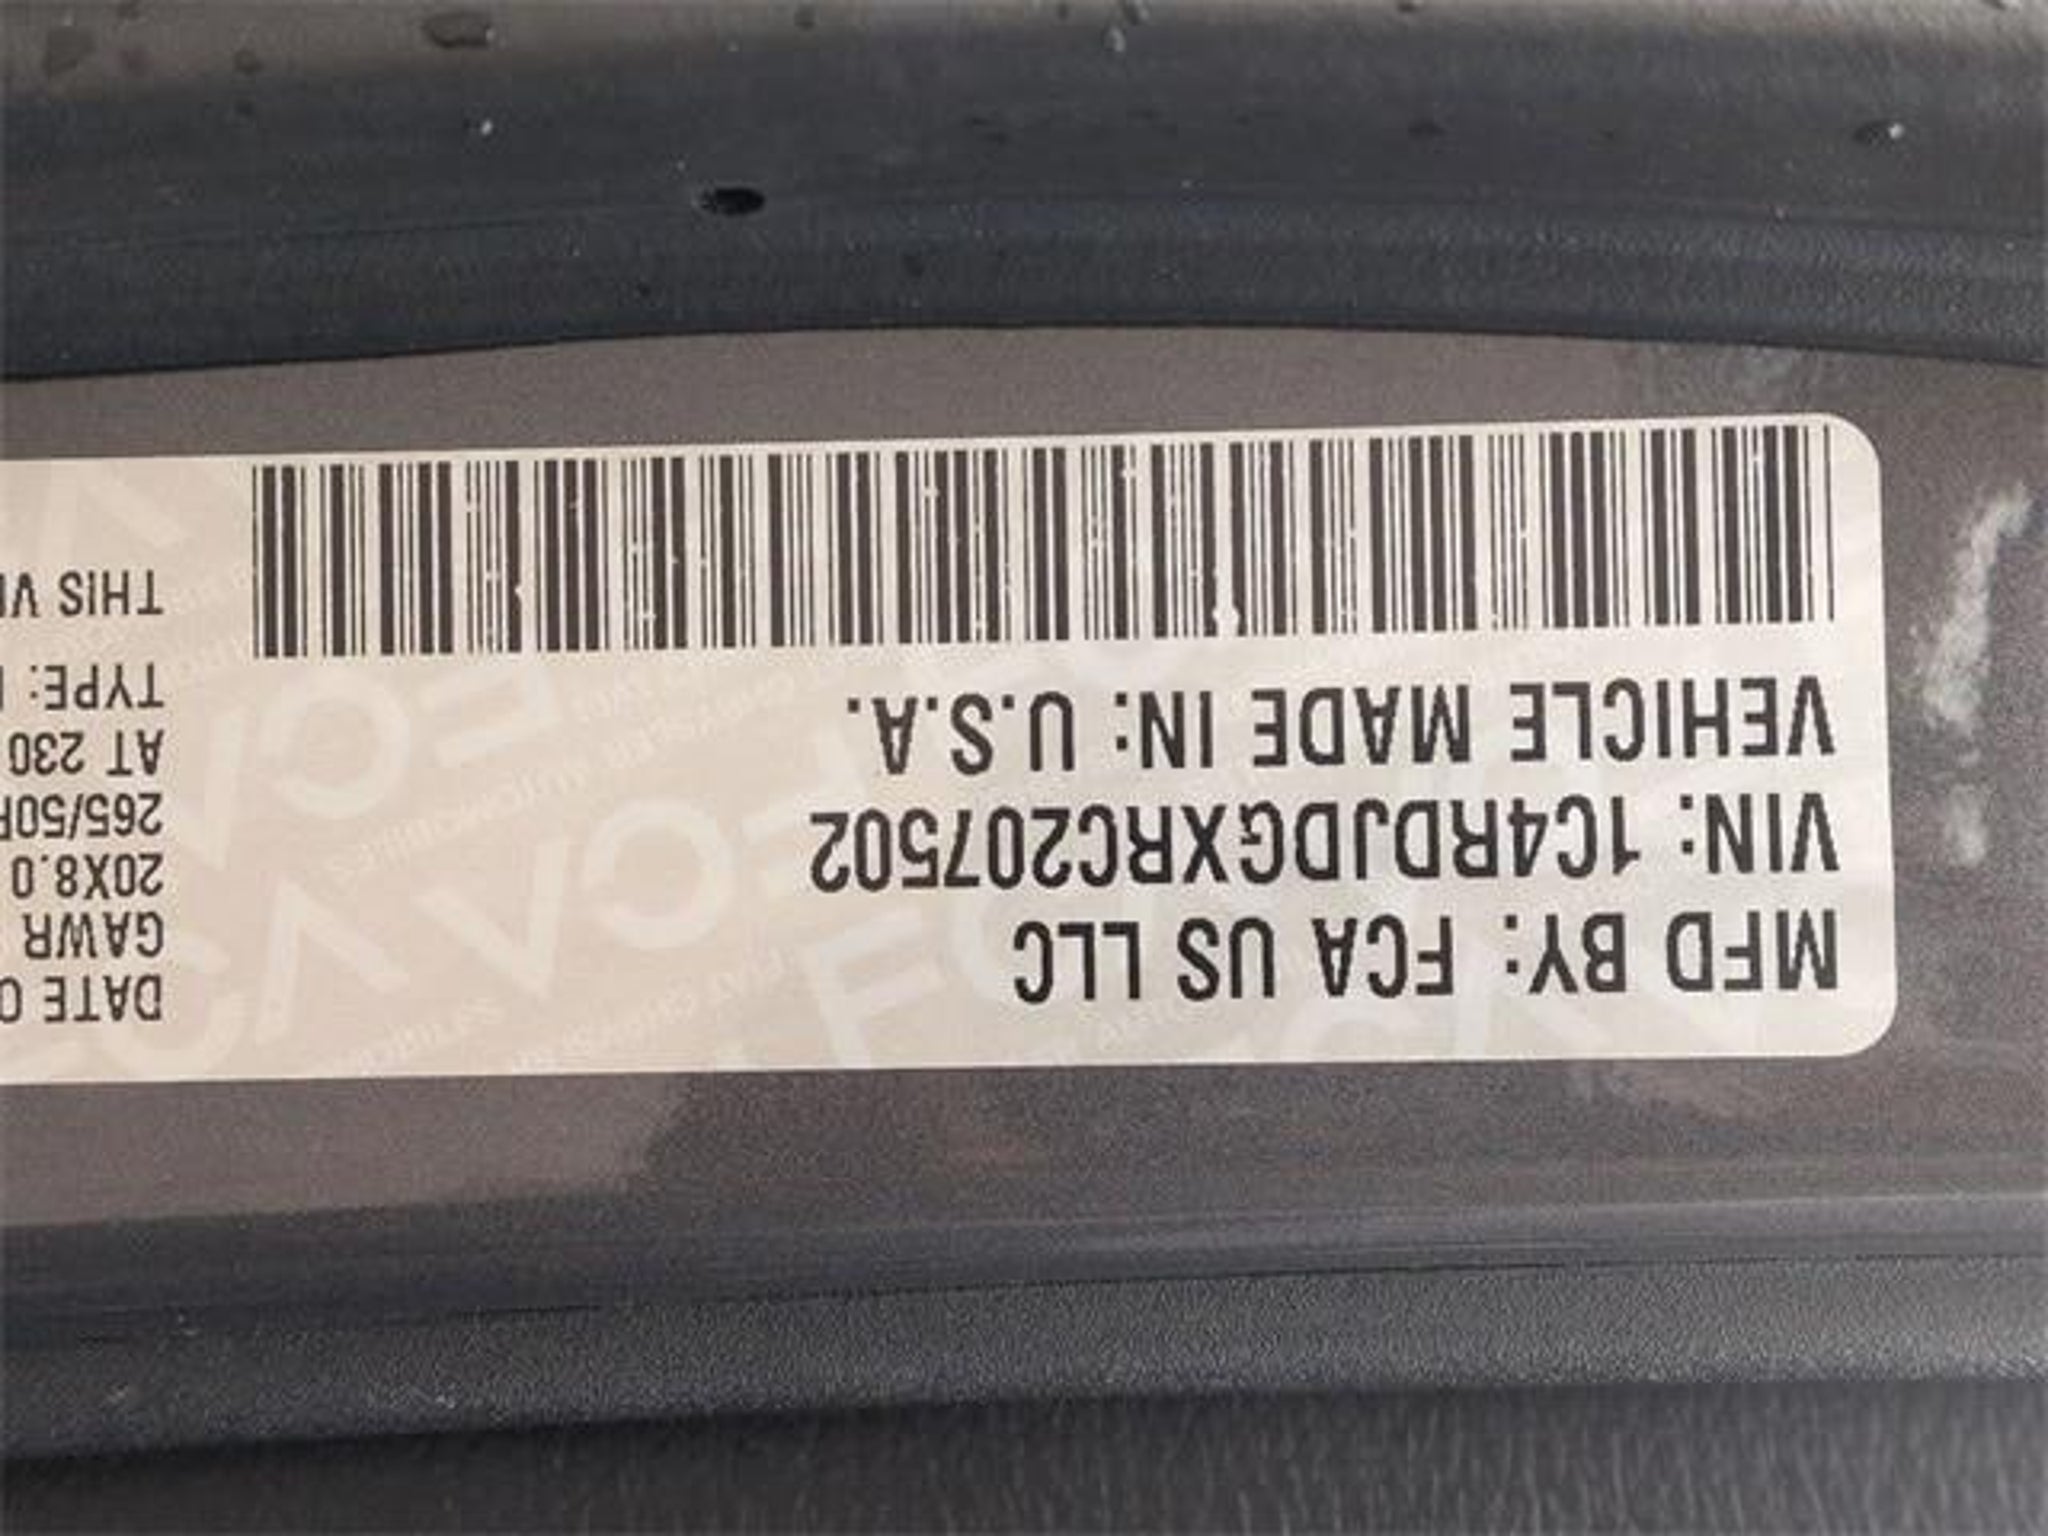 MFD BY: FCA US LLC
VIN: 1C4RDJDGXRC207502
VEHICLE MADE IN: U.S.A.
DATE O
GAWR
20X8.0
265/50R
AT 230
TYPE:
THIS VE